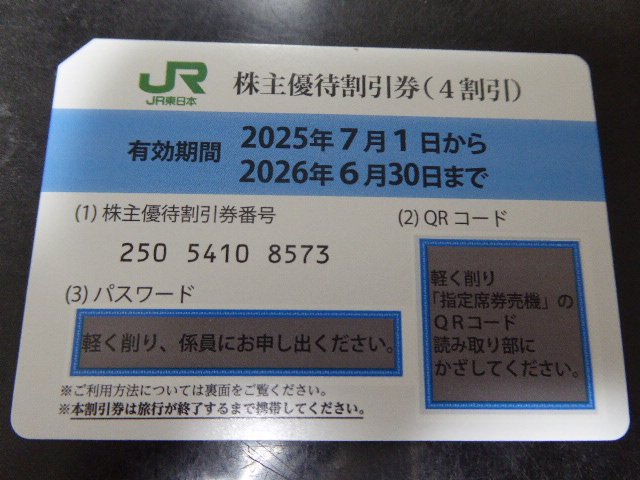 JR
JR東日本
株主優待割引券(4割引)
有効期間
2025年7月1日から
2026年6月30日まで
(1) 株主優待割引券番号
250 5410 8573
(2) QRコード
軽く削り
「指定席券売機」の
QRコード
読み取り部に
かざしてください。
(3) パスワード
軽く削り、係員にお申し出ください。
※ご利用方法については裏面をご覧ください。
※本割引券は旅行が終了するまで携帯してください。